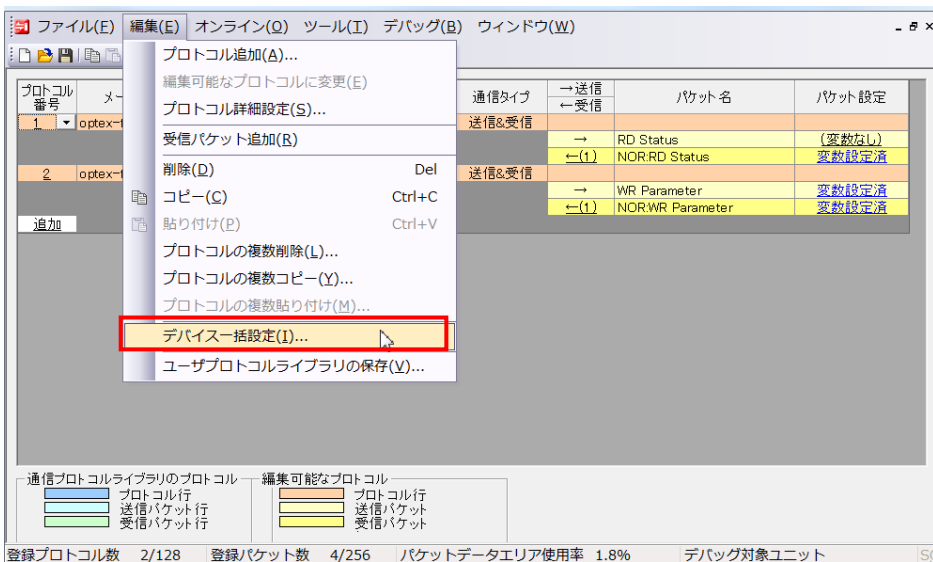 ファイル(F) 編集(E) オンライン(O) ツール(T) デバッグ(B) ウィンドウ(W)
プロトコル追加(A)...
編集可能なプロトコルに変更(E)
プロトコル詳細設定(S)...
受信パケット追加(R)
削除(D) Del
コピー(C) Ctrl+C
貼り付け(P) Ctrl+V
プロトコルの複数削除(L)...
プロトコルの複数コピー(Y)...
プロトコルの複数貼り付け(M)...
デバイス一括設定(I)...
ユーザプロトコルライブラリの保存(V)...
プロトコル番号 通信タイプ →送信 ←受信 パケット名 パケット設定
1 optex- 送信&受信
→ RD Status (変数なし)
←(1) NOR:RD Status 変数設定済
2 optex- 送信&受信
→ WR Parameter 変数設定済
←(1) NOR:WR Parameter 変数設定済
追加
通信プロトコルライブラリのプロトコル 編集可能なプロトコル
プロトコル行 プロトコル行
送信パケット行 送信パケット
受信パケット行 受信パケット
登録プロトコル数 2/128 登録パケット数 4/256 パケットデータエリア使用率 1.8% デバッグ対象ユニット